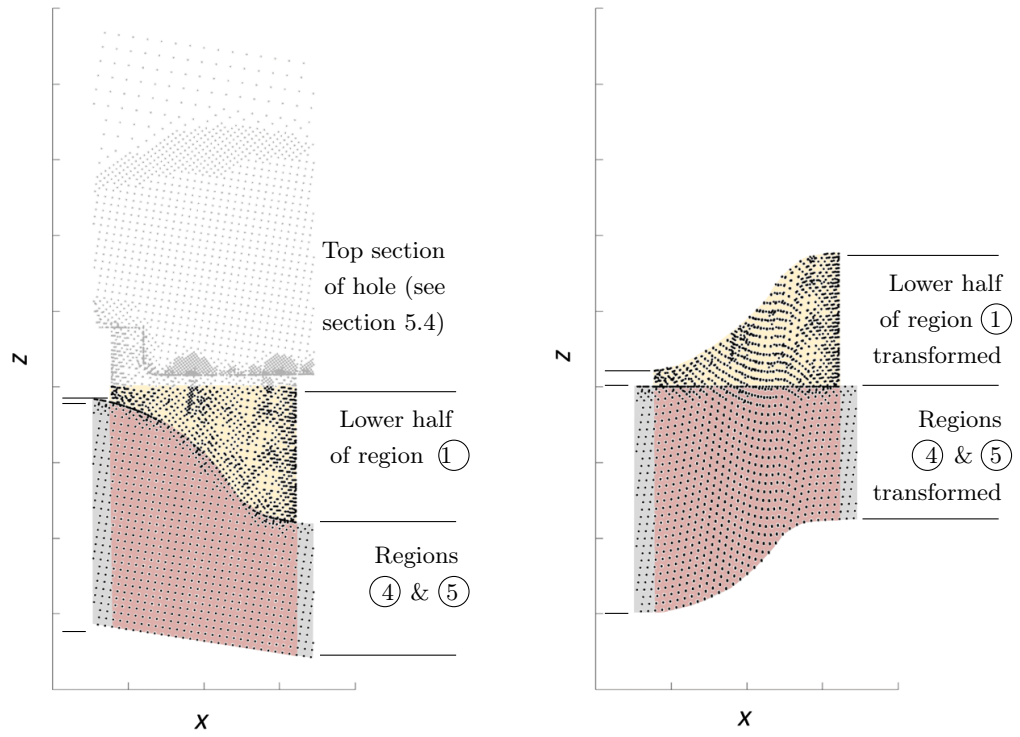 Top section
of hole (see
section 5.4)
z
Lower half
of region ①
Regions
④ & ⑤
x
z
Lower half
of region ①
transformed
Regions
④ & ⑤
transformed
x